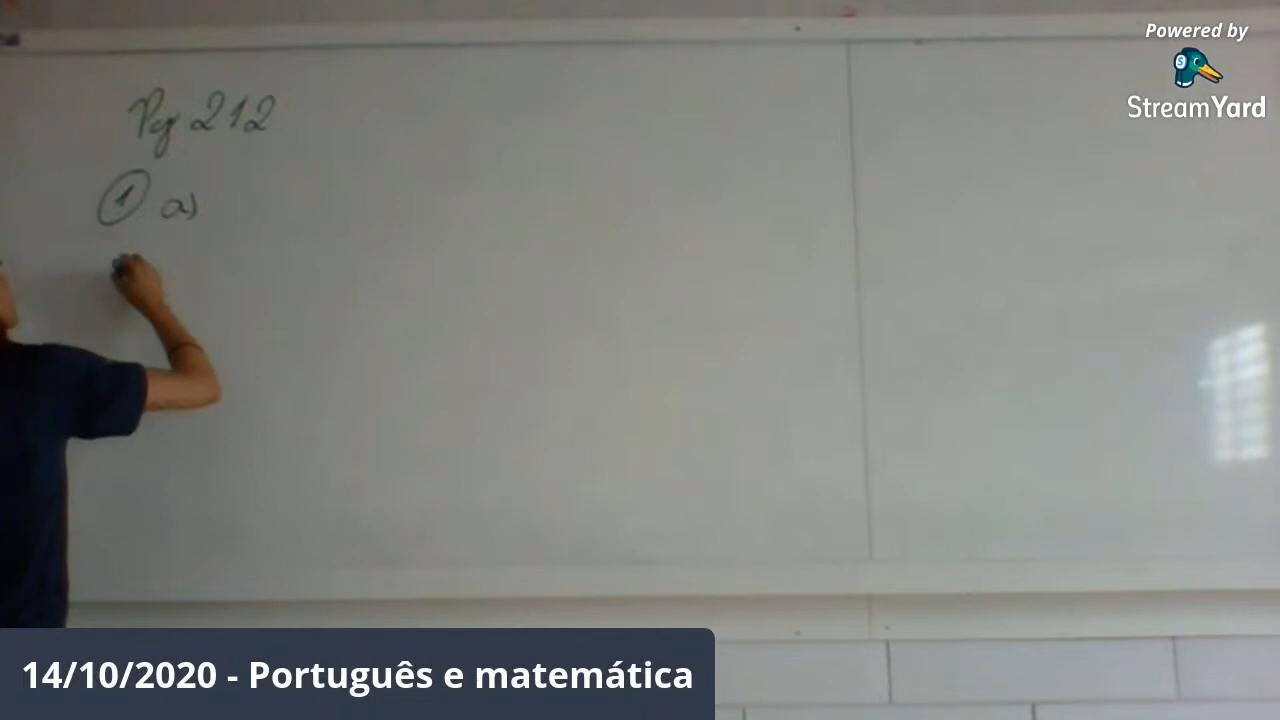 Powered by
StreamYard
Pg 212
1 a)
14/10/2020 - Português e matemática